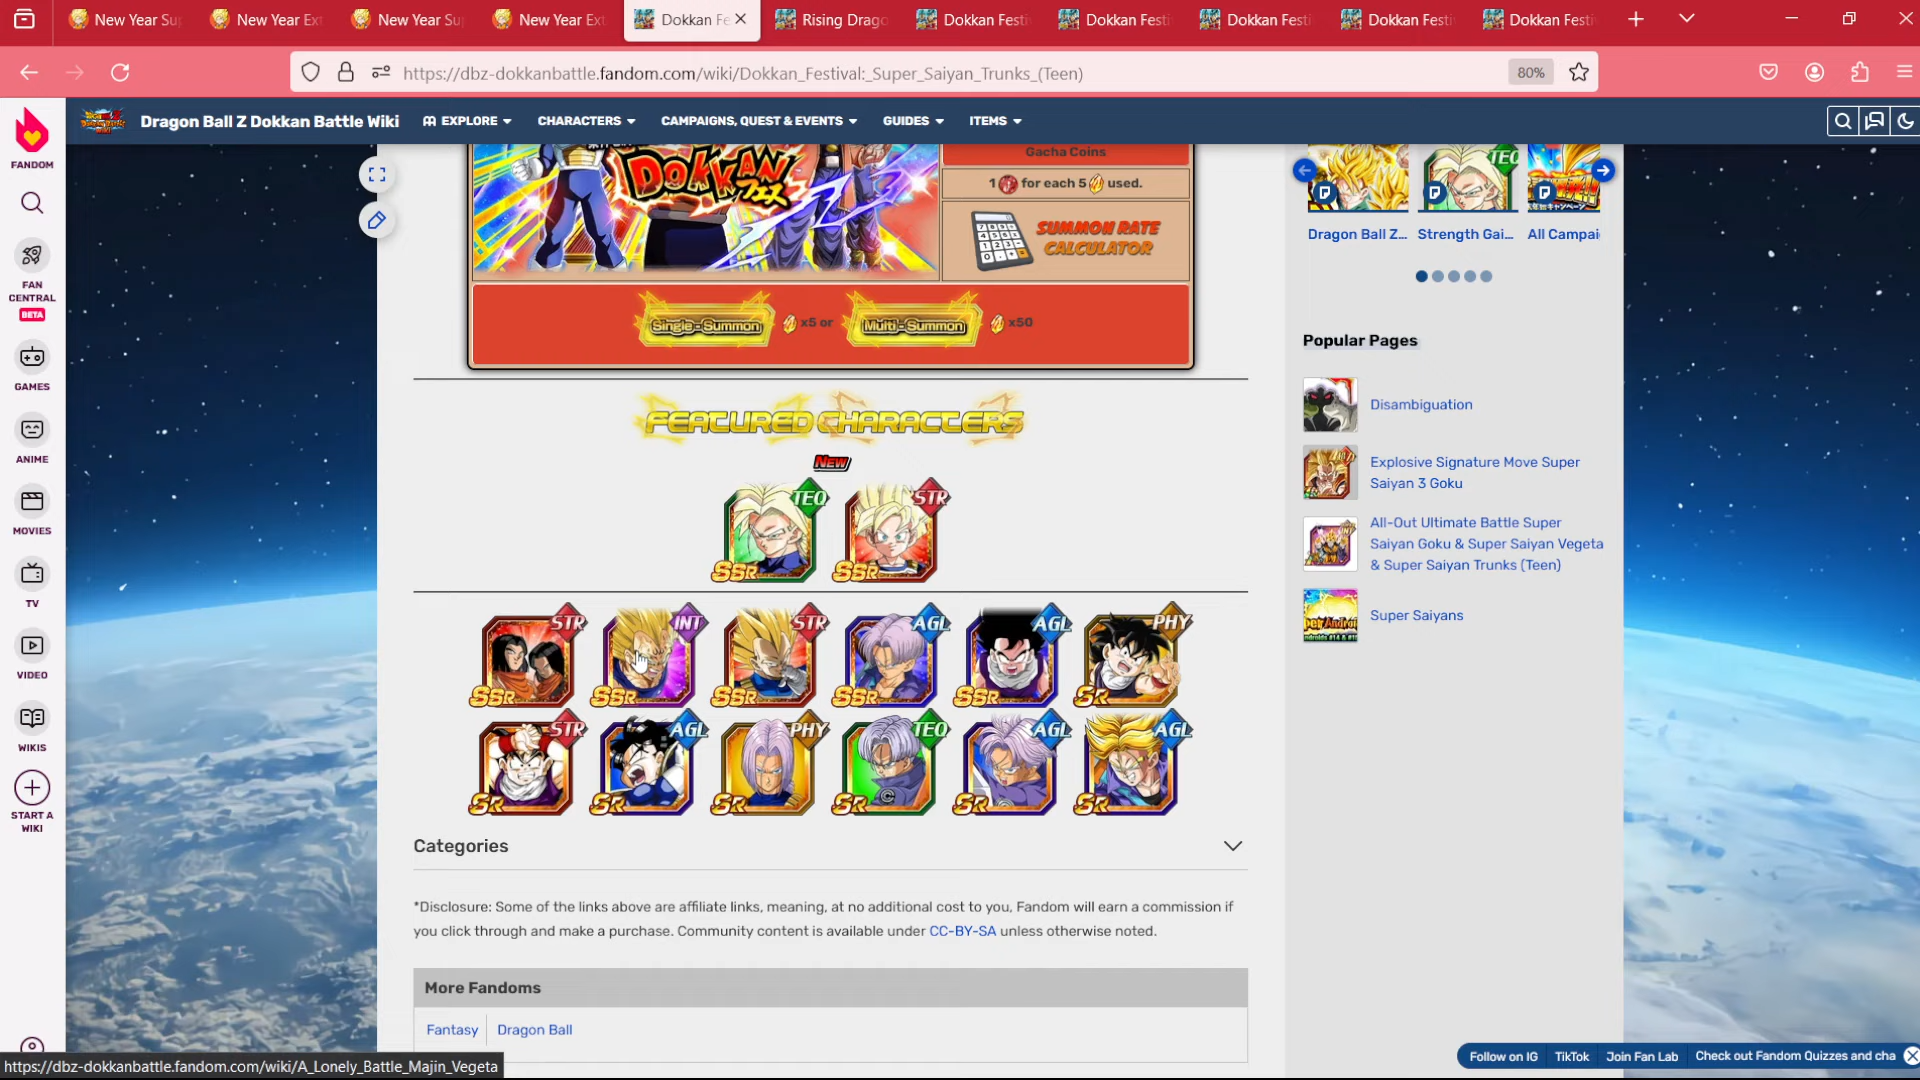 New Year Su
New Year Ext
New Year Su
New Year Ext
Dokkan Fe
Rising Drago
Dokkan Festi
Dokkan Festi
Dokkan Festi
Dokkan Festi
Dokkan Festi
https://dbz-dokkanbattle.fandom.com/wiki/Dokkan_Festival:_Super_Saiyan_Trunks_(Teen)
80%
FANDOM
Dragon Ball Z Dokkan Battle Wiki
EXPLORE
CHARACTERS
CAMPAIGNS, QUEST & EVENTS
GUIDES
ITEMS
FAN CENTRAL
BETA
GAMES
ANIME
MOVIES
TV
VIDEO
WIKIS
START A WIKI
DOKKAN
フェス
Gacha Coins
1 for each 5 used.
SUMMON RATE CALCULATOR
Single-Summon
x5 or
Multi-Summon
x50
FEATURED CHARACTERS
NEW
TEQ
SSR
STR
SSR
STR
SSR
INT
SSR
STR
SSR
AGL
SSR
AGL
SSR
PHY
SR
STR
SR
AGL
SR
PHY
SR
TEQ
SR
AGL
SR
AGL
SR
Categories
*Disclosure: Some of the links above are affiliate links, meaning, at no additional cost to you, Fandom will earn a commission if
you click through and make a purchase. Community content is available under CC-BY-SA unless otherwise noted.
More Fandoms
Fantasy
Dragon Ball
TEQ
Dragon Ball Z...
Strength Gai...
All Campai
Popular Pages
Disambiguation
Explosive Signature Move Super
Saiyan 3 Goku
All-Out Ultimate Battle Super
Saiyan Goku & Super Saiyan Vegeta
& Super Saiyan Trunks (Teen)
Super Saiyans
Follow on IG
TikTok
Join Fan Lab
Check out Fandom Quizzes and cha
https://dbz-dokkanbattle.fandom.com/wiki/A_Lonely_Battle_Majin_Vegeta